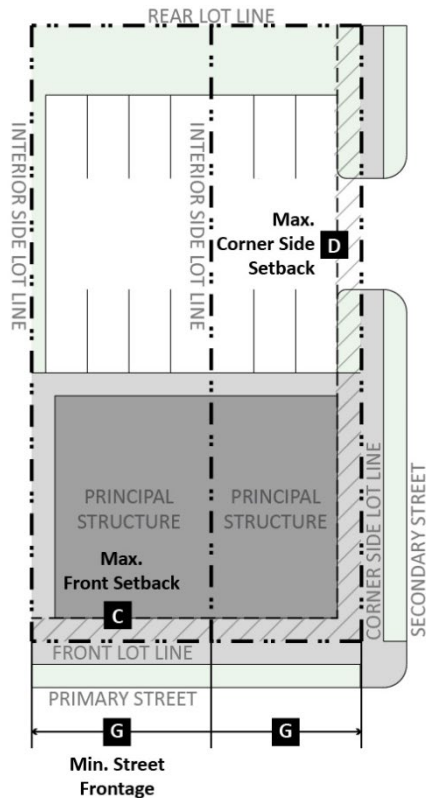 REAR LOT LINE
INTERIOR SIDE LOT LINE
INTERIOR SIDE LOT LINE
Max.
Corner Side
Setback
D
PRINCIPAL
STRUCTURE
PRINCIPAL
STRUCTURE
CORNER SIDE LOT LINE
SECONDARY STREET
Max.
Front Setback
C
FRONT LOT LINE
PRIMARY STREET
G
G
Min. Street
Frontage